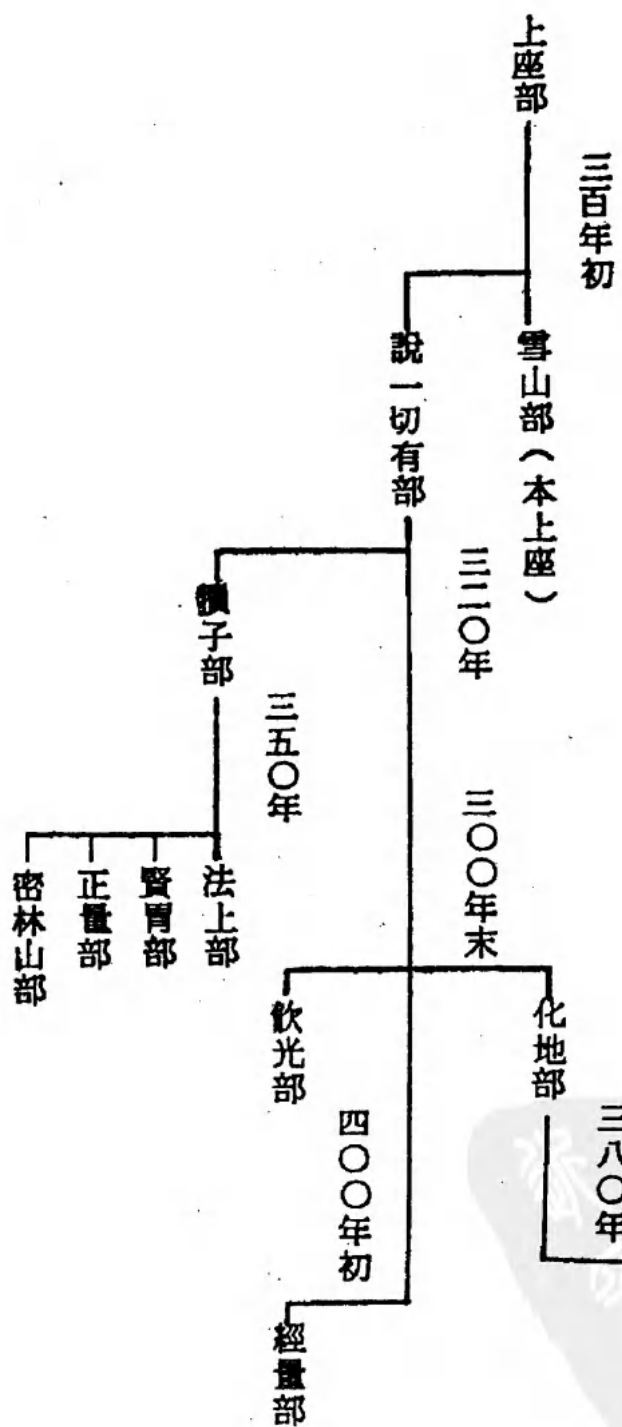 上座部
三百年初
雪山部（本上座）
說一切有部
三二〇年
犢子部
三五〇年
法上部
賢胄部
正量部
密林山部
三〇〇年末
化地部
三八〇年
飲光部
四〇〇年初
經量部